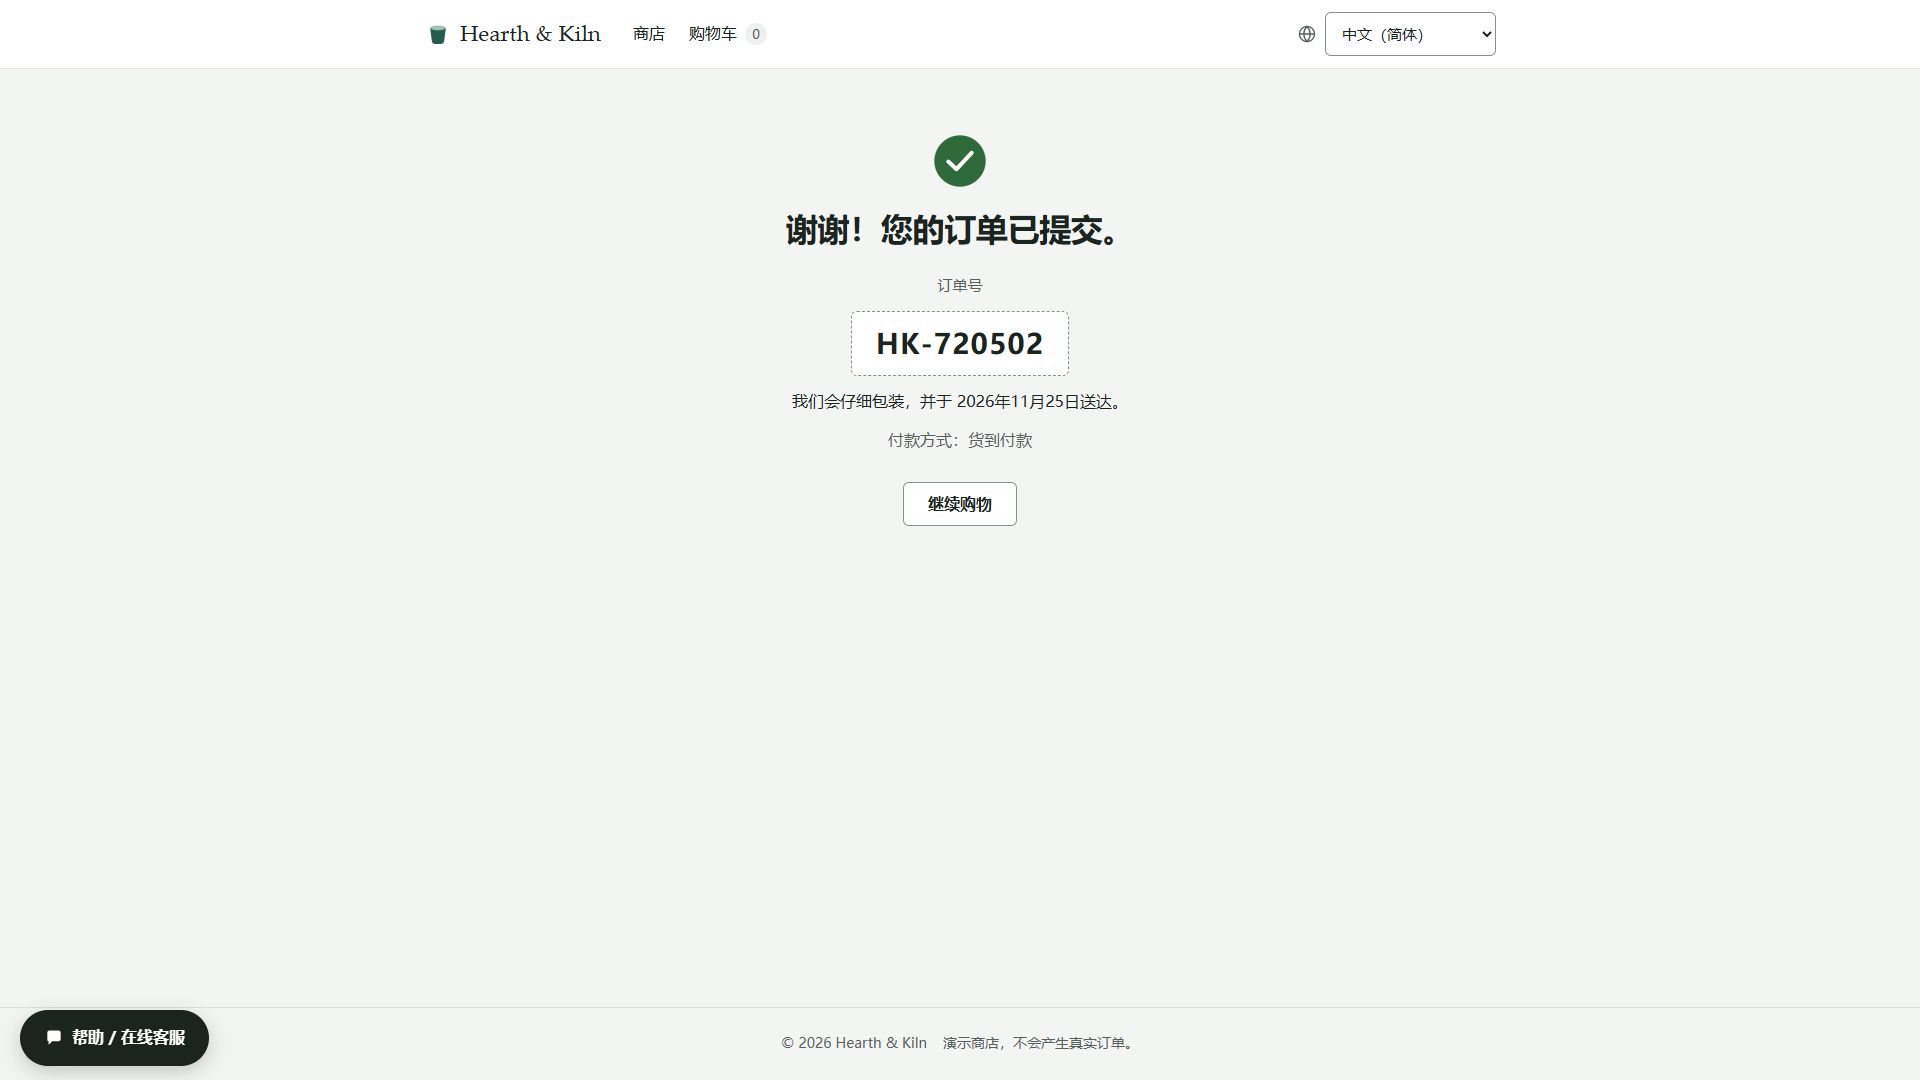 Hearth & Kiln 商店 购物车 0 中文（简体）
谢谢！您的订单已提交。
订单号
HK-720502
我们会仔细包装，并于 2026年11月25日送达。
付款方式：货到付款
继续购物
帮助 / 在线客服
© 2026 Hearth & Kiln 演示商店，不会产生真实订单。